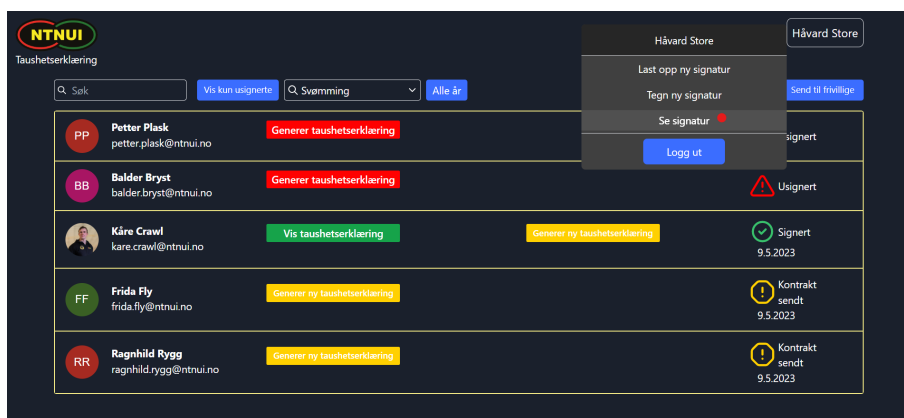 NTNUI
Taushetserklæring
Håvard Store
Håvard Store
Last opp ny signatur
Tegn ny signatur
Se signatur
Logg ut
Søk
Vis kun usignerte
Svømming
Alle år
Send til frivillige
PP
Petter Plask
petter.plask@ntnui.no
Generer taushetserklæring
signert
BB
Balder Bryst
balder.bryst@ntnui.no
Generer taushetserklæring
Usignert
Kåre Crawl
kare.crawl@ntnui.no
Vis taushetserklæring
Generer ny taushetserklæring
Signert
9.5.2023
FF
Frida Fly
frida.fly@ntnui.no
Generer ny taushetserklæring
Kontrakt
sendt
9.5.2023
RR
Ragnhild Rygg
ragnhild.rygg@ntnui.no
Generer ny taushetserklæring
Kontrakt
sendt
9.5.2023